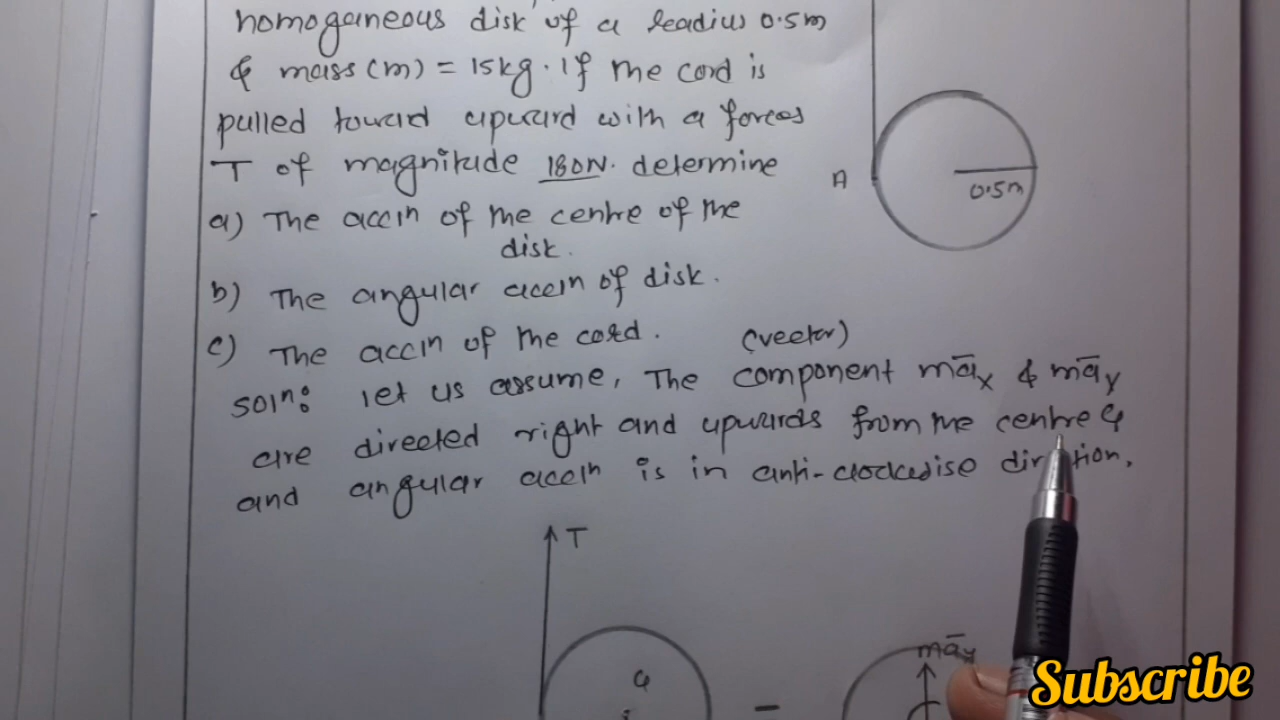 homogeneous disk of a radius 0.5m
& mass(m) = 15kg. If the cord is
pulled toward upward with a forces
T of magnitude 180N. determine
a) The accln of the centre of the
disk.
b) The angular accln of disk.
c) The accln of the cord. (vector)
soln: let us assume, The component māx & māy
are directed right and upwards from the centre G
and angular accln is in anti-clockwise direction.
A
0.5m
T
G
māy
Subscribe